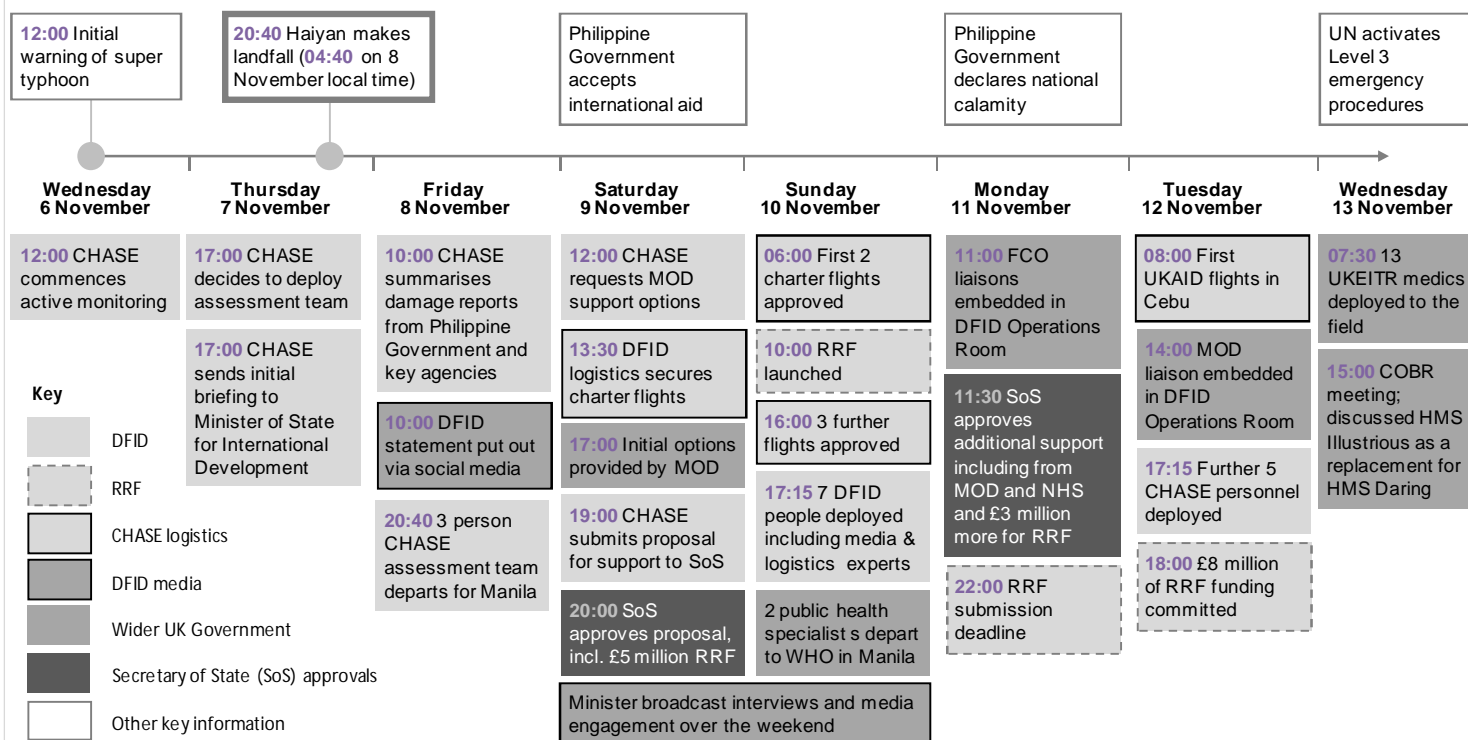 12:00 Initial
warning of super
typhoon
20:40 Haiyan makes
landfall (04:40 on 8
November local time)
Philippine
Government
accepts
international aid
Philippine
Government
declares national
calamity
UN activates
Level 3
emergency
procedures
Wednesday
6 November
Thursday
7 November
Friday
8 November
Saturday
9 November
Sunday
10 November
Monday
11 November
Tuesday
12 November
Wednesday
13 November
12:00 CHASE
commences
active monitoring
17:00 CHASE
decides to deploy
assessment team
17:00 CHASE
sends initial
briefing to
Minister of State
for International
Development
10:00 CHASE
summarises
damage reports
from Philippine
Government and
key agencies
10:00 DFID
statement put out
via social media
20:40 3 person
CHASE
assessment team
departs for Manila
12:00 CHASE
requests MOD
support options
13:30 DFID
logistics secures
charter flights
17:00 Initial options
provided by MOD
19:00 CHASE
submits proposal
for support to SoS
20:00 SoS
approves proposal,
incl. £5 million RRF
06:00 First 2
charter flights
approved
10:00 RRF
launched
16:00 3 further
flights approved
17:15 7 DFID
people deployed
including media &
logistics experts
2 public health
specialist s depart
to WHO in Manila
Minister broadcast interviews and media
engagement over the weekend
11:00 FCO
liaisons
embedded in
DFID Operations
Room
11:30 SoS
approves
additional support
including from
MOD and NHS
and £3 million
more for RRF
22:00 RRF
submission
deadline
08:00 First
UKAID flights in
Cebu
14:00 MOD
liaison embedded
in DFID
Operations Room
17:15 Further 5
CHASE personnel
deployed
18:00 £8 million
of RRF funding
committed
07:30 13
UKEITR medics
deployed to the
field
15:00 COBR
meeting;
discussed HMS
Illustrious as a
replacement for
HMS Daring
Key
DFID
RRF
CHASE logistics
DFID media
Wider UK Government
Secretary of State (SoS) approvals
Other key information